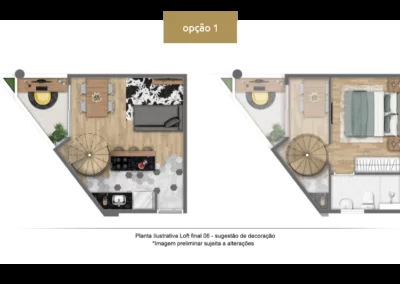 opção 1
Planta Ilustrativa Loft final 06 - sugestão de decoração
*Imagem preliminar sujeita a alterações